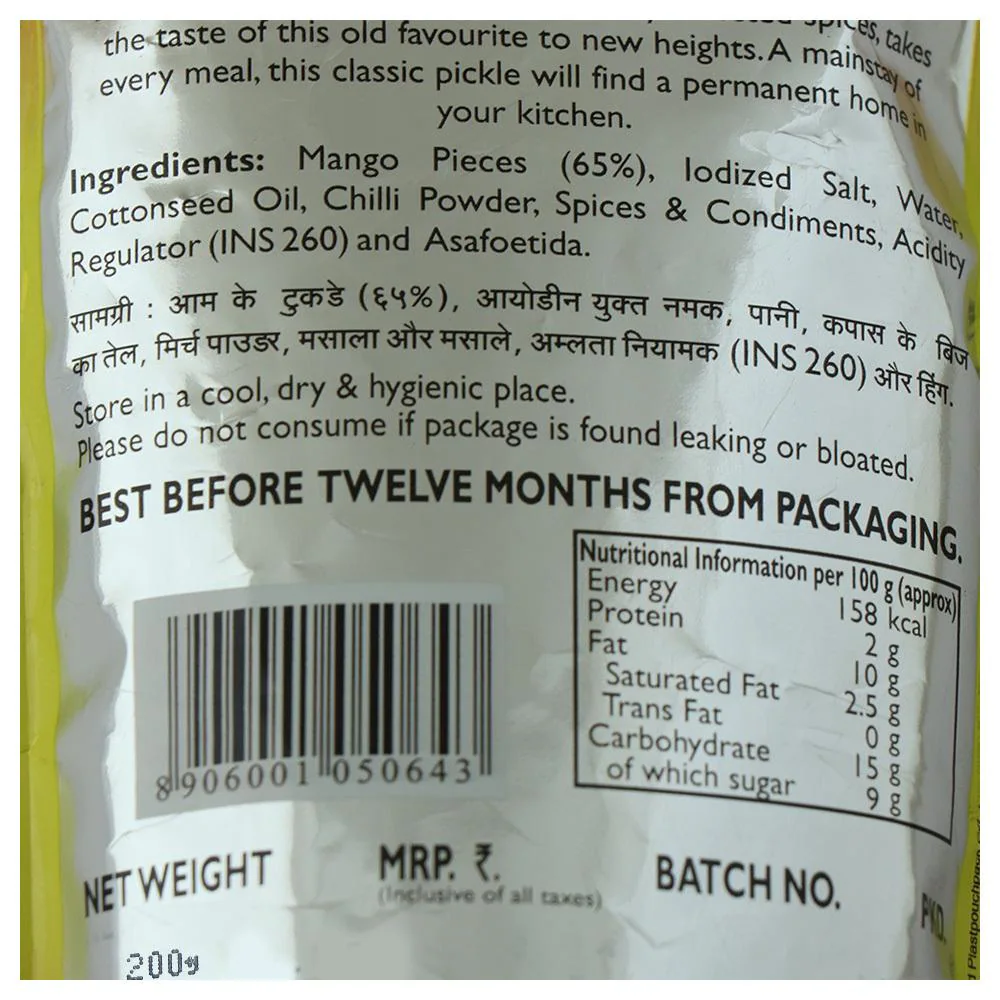 spices, takes
the taste of this old favourite to new heights. A mainstay of
every meal, this classic pickle will find a permanent home in
your kitchen.
Ingredients: Mango Pieces (65%), Iodized Salt, Water,
Cottonseed Oil, Chilli Powder, Spices & Condiments, Acidity
Regulator (INS 260) and Asafoetida.
सामग्री : आम के टुकडे (६५%), आयोडीन युक्त नमक, पानी, कपास के बिज
का तेल, मिर्च पाउडर, मसाला और मसाले, अम्लता नियामक (INS 260) और हिंग.
Store in a cool, dry & hygienic place.
Please do not consume if package is found leaking or bloated.
BEST BEFORE TWELVE MONTHS FROM PACKAGING.
Nutritional Information per 100 g (approx)
Energy 158 kcal
Protein 2 g
Fat 10 g
Saturated Fat 2.5 g
Trans Fat 0 g
Carbohydrate 15 g
of which sugar 9 g
8906001050643
NET WEIGHT MRP. ₹. BATCH NO. PKD.
(Inclusive of all taxes)
200g